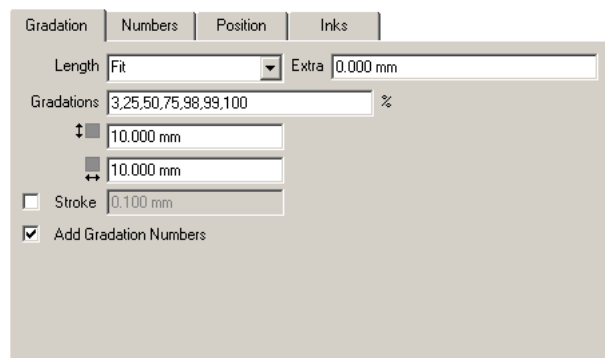 Gradation Numbers Position Inks
Length Fit Extra 0.000 mm
Gradations 3,25,50,75,98,99,100 %
10.000 mm
10.000 mm
Stroke 0.100 mm
Add Gradation Numbers